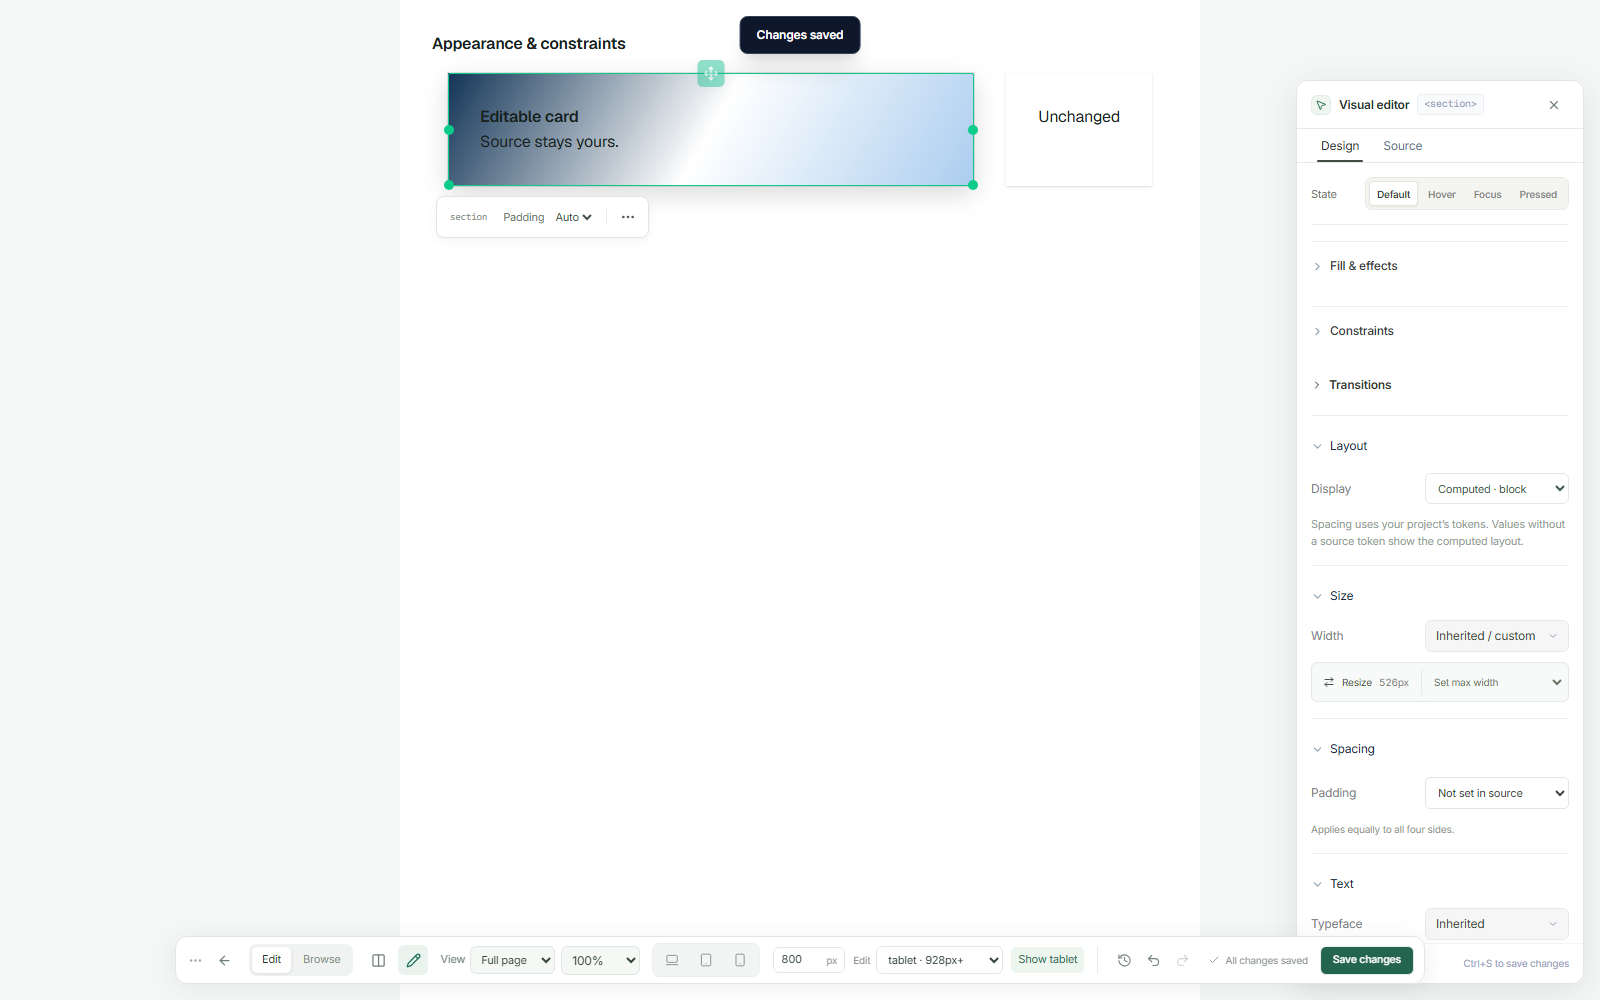 Changes saved
Appearance & constraints
Editable card
Source stays yours.
Unchanged
section Padding Auto
Visual editor <section>
Design Source
State Default Hover Focus Pressed
Fill & effects
Constraints
Transitions
Layout
Display Computed · block
Spacing uses your project's tokens. Values without
a source token show the computed layout.
Size
Width Inherited / custom
Resize 526px Set max width
Spacing
Padding Not set in source
Applies equally to all four sides.
Text
Typeface Inherited
Edit Browse View Full page 100% 800 px Edit tablet · 928px+ Show tablet All changes saved Save changes
Ctrl+S to save changes